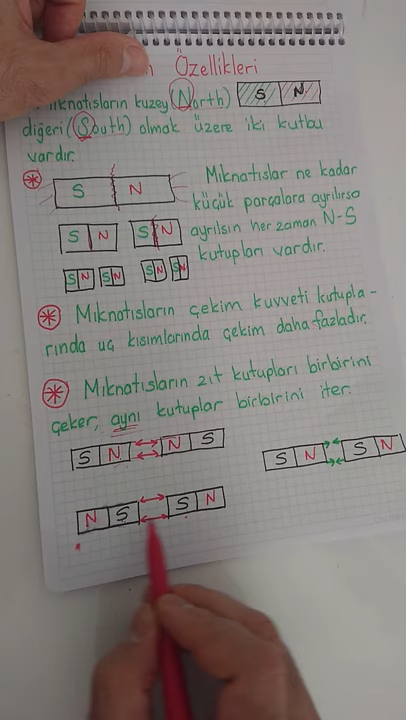 Özellikleri
Mıknatısların kuzey (North) S N
diğeri (South) olmak üzere iki kutbu
vardır.
S N Mıknatıslar ne kadar
küçük parçalara ayrılırsa
S N S N ayrılsın her zaman N-S
S N S N S N S N kutupları vardır.
Mıknatısların çekim kuvveti kutupla-
rında uç kısımlarında çekim daha fazladır.
Mıknatısların zıt kutupları birbirini
çeker, aynı kutuplar birbirini iter.
S N N S S N S N
N S S N